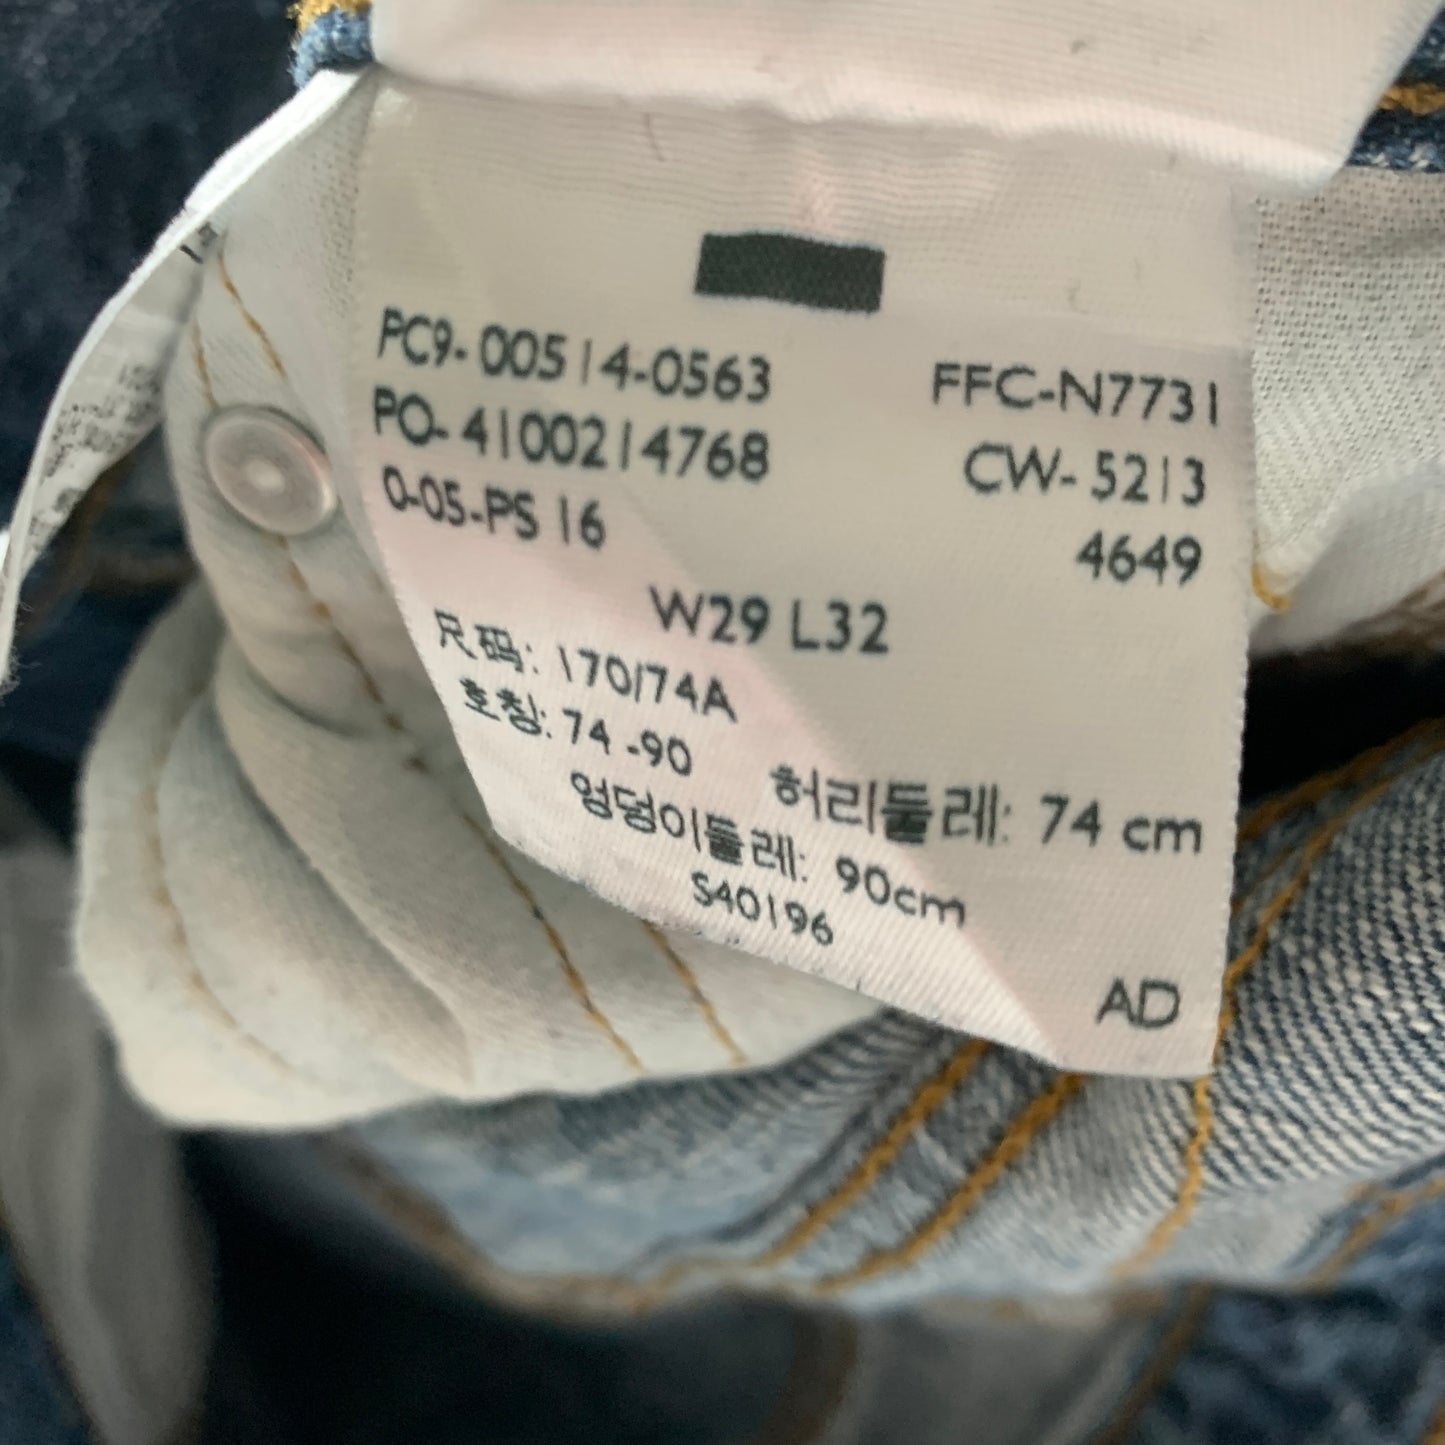 PC9-00514-0563 FFC-N7731
PO-4100214768 CW-5213
0-05-PS 16 4649
W29 L32
尺码: 170/74A
호칭: 74-90
허리둘레: 74 cm
엉덩이둘레: 90cm
S40196
AD